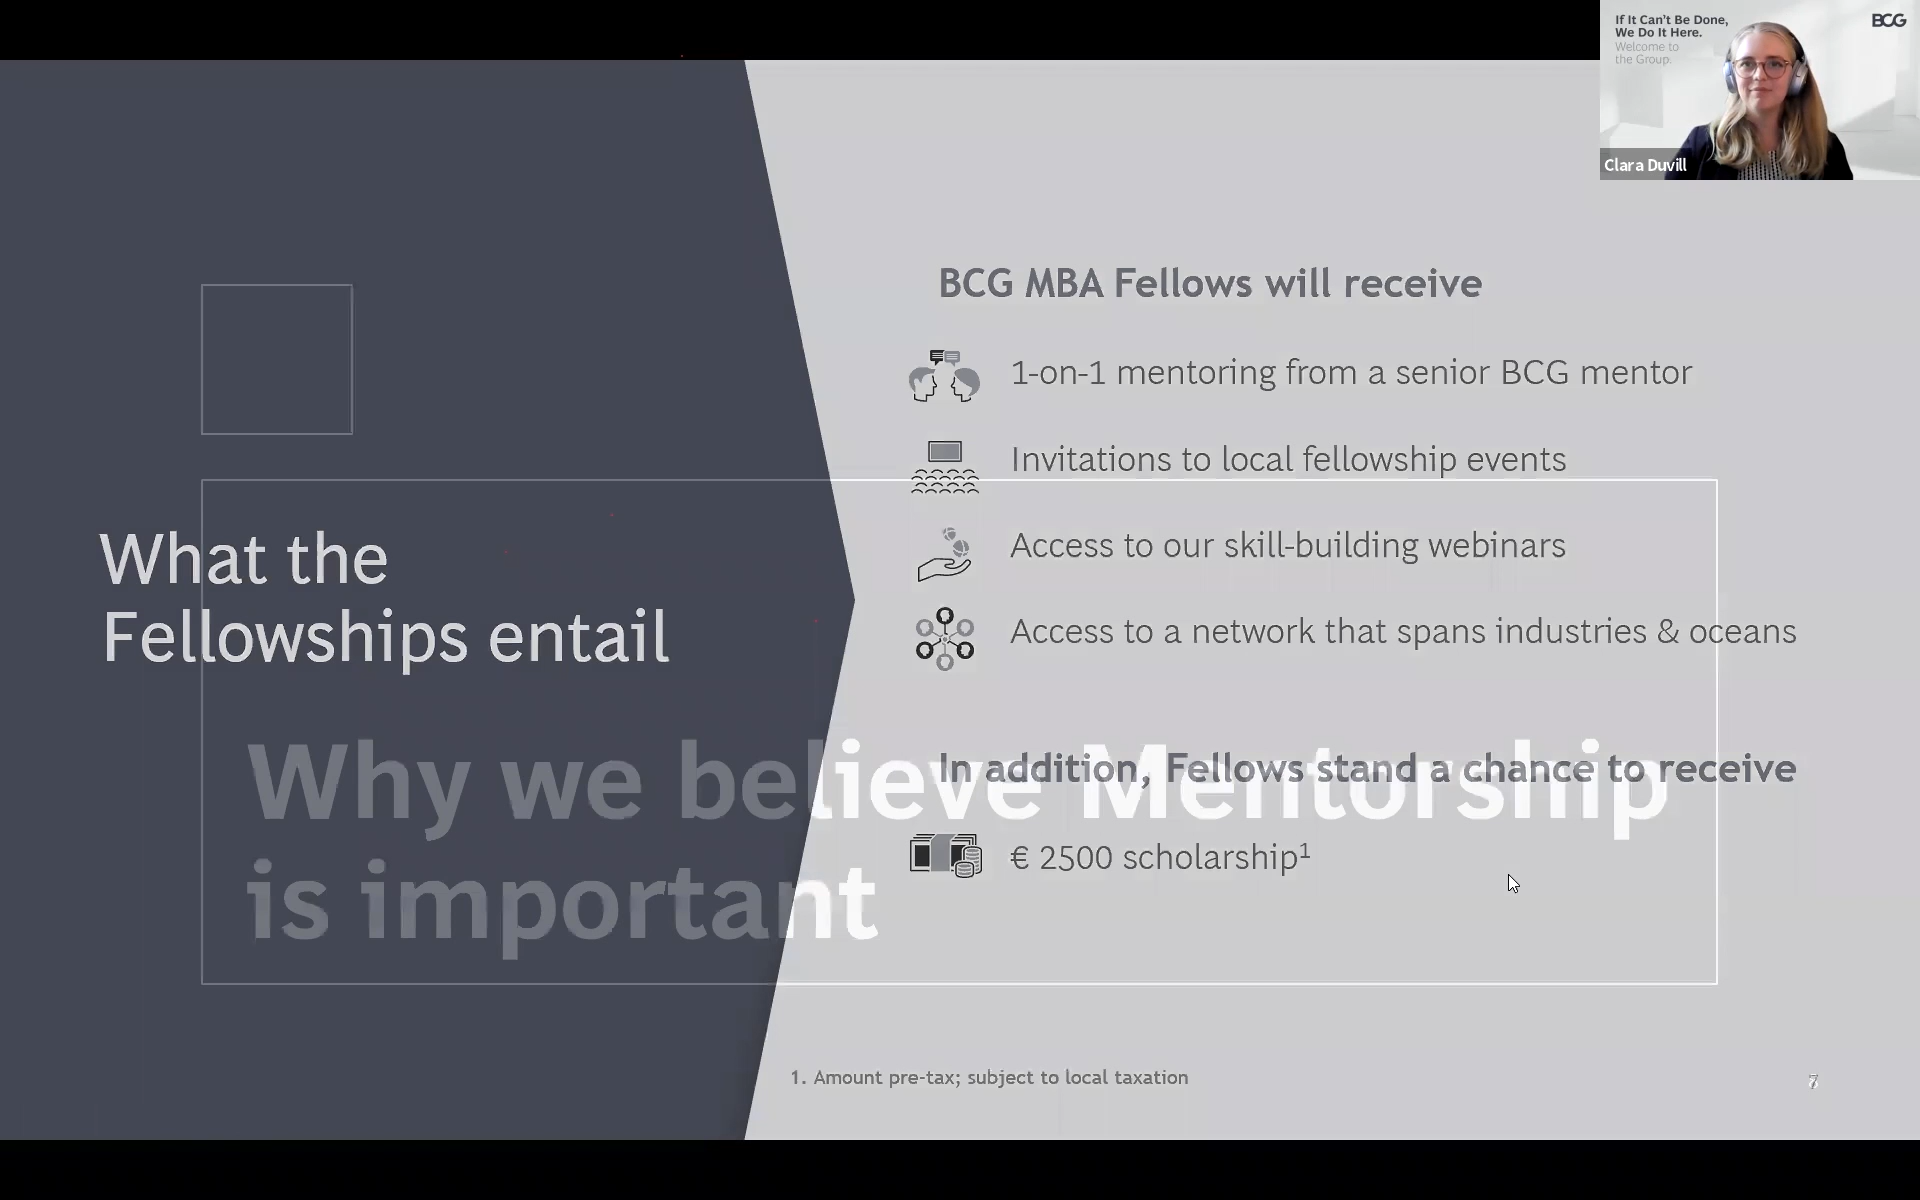 If It Can't Be Done,
We Do It Here.
Welcome to
the Group.
BCG
Clara Duvill
What the
Fellowships entail
BCG MBA Fellows will receive
1-on-1 mentoring from a senior BCG mentor
Invitations to local fellowship events
Access to our skill-building webinars
Access to a network that spans industries & oceans
In addition, Fellows stand a chance to receive
€ 2500 scholarship¹
Why we believe Mentorship
is important
1. Amount pre-tax; subject to local taxation